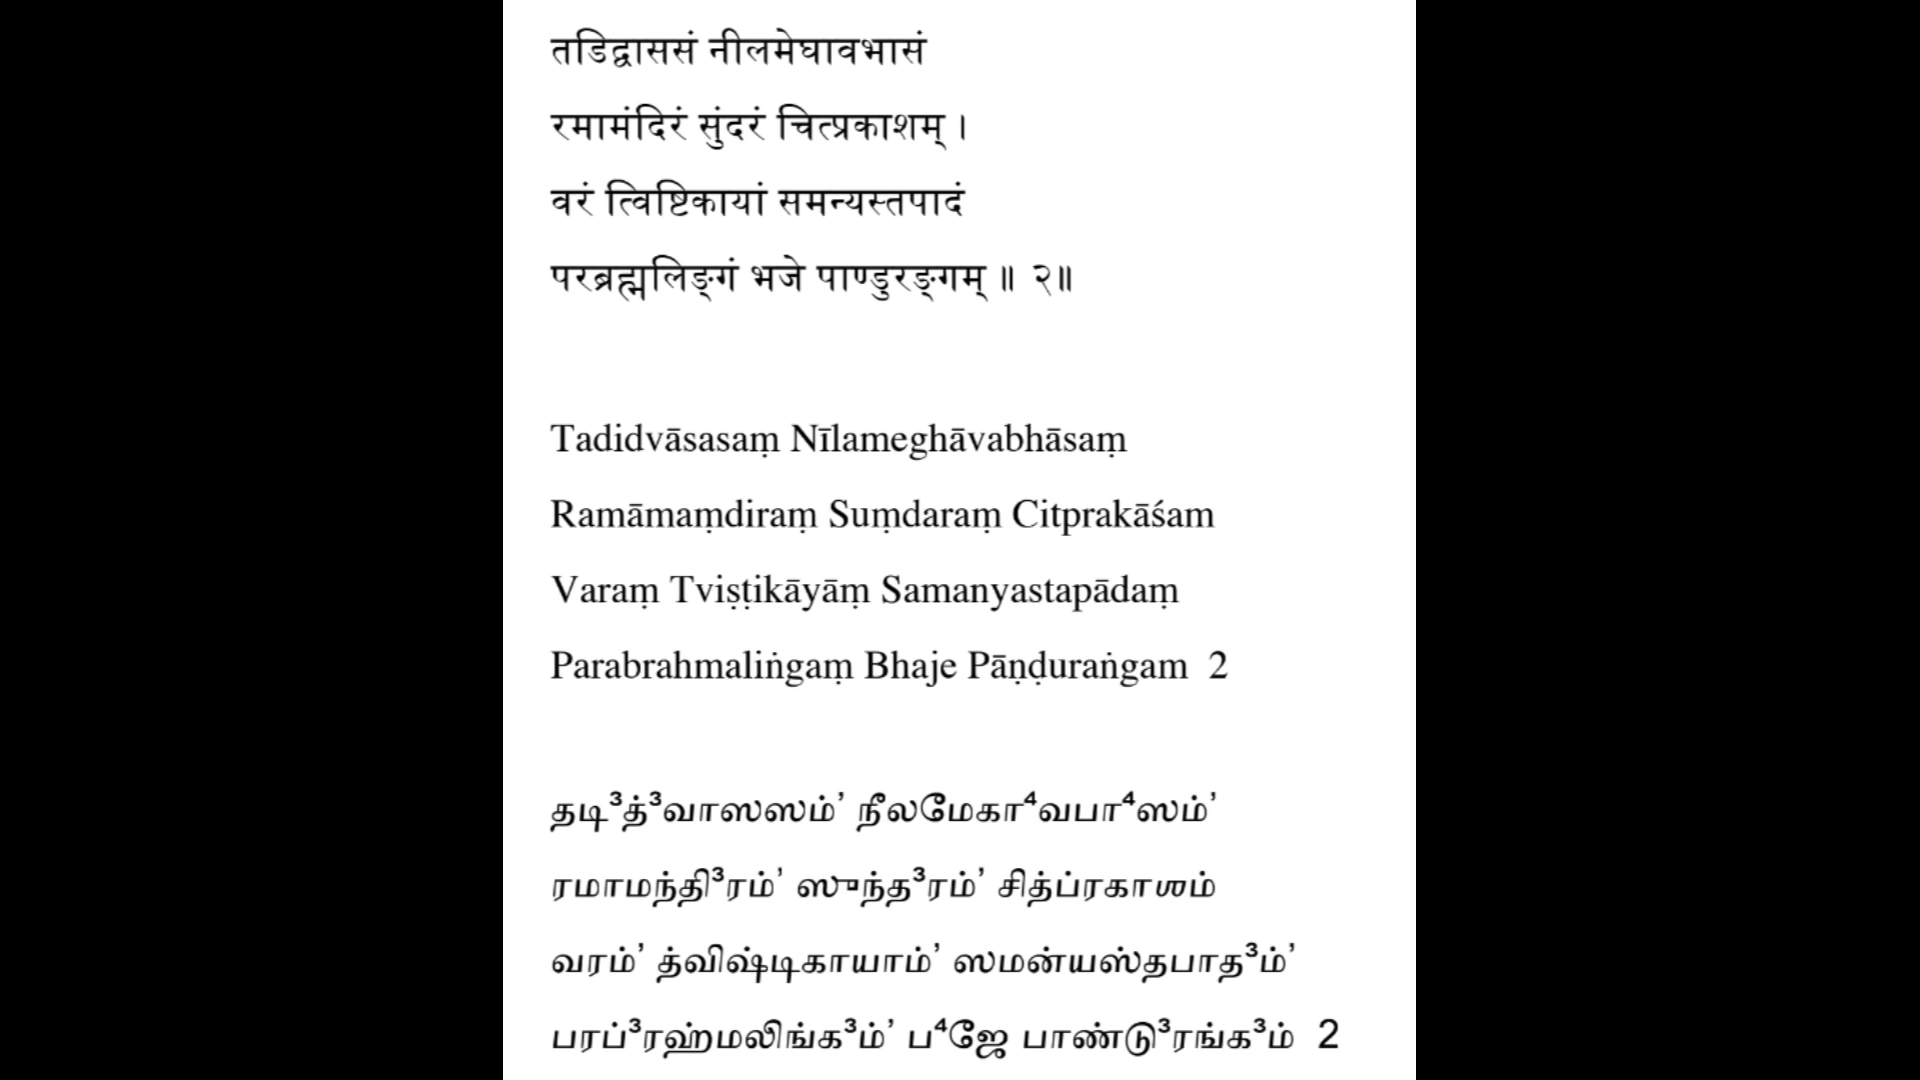 तडिद्वाससं नीलमेघावभासं
रमामंदिरं सुंदरं चित्प्रकाशम् ।
वरं त्विष्टिकायां समन्यस्तपादं
परब्रह्मलिङ्गं भजे पाण्डुरङ्गम् ॥ २॥
Tadidvāsasaṃ Nīlameghāvabhāsaṃ
Ramāmaṃdiraṃ Suṃdaraṃ Citprakāśam
Varaṃ Tviṣṭikāyāṃ Samanyastapādaṃ
Parabrahmaliṅgaṃ Bhaje Pāṇḍuraṅgam 2
தடி³த்³வாஸஸம்ʼ நீலமேகா⁴வபா⁴ஸம்ʼ
ரமாமந்தி³ரம்ʼ ஸுந்த³ரம்ʼ சித்ப்ரகாஶம்
வரம்ʼ த்விஷ்டிகாயாம்ʼ ஸமன்யஸ்தபாத³ம்ʼ
பரப்³ரஹ்மலிங்க³ம்ʼ ப⁴ஜே பாண்டு³ரங்க³ம் 2